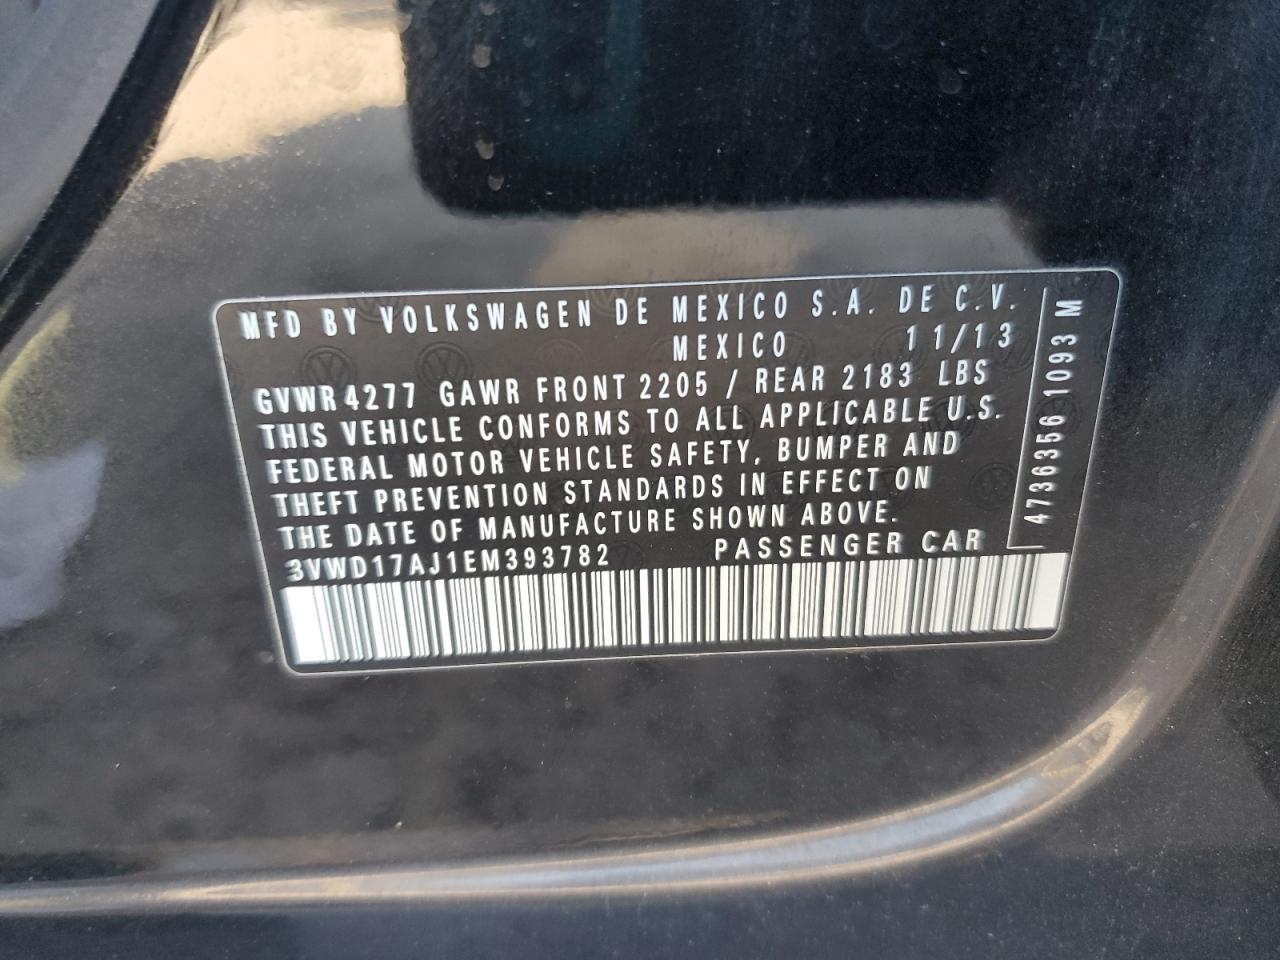 MFD BY VOLKSWAGEN DE MEXICO S.A. DE C.V.
MEXICO 11/13
GVWR 4277 GAWR FRONT 2205 / REAR 2183 LBS
THIS VEHICLE CONFORMS TO ALL APPLICABLE U.S.
FEDERAL MOTOR VEHICLE SAFETY, BUMPER AND
THEFT PREVENTION STANDARDS IN EFFECT ON
THE DATE OF MANUFACTURE SHOWN ABOVE.
3VWD17AJ1EM393782 PASSENGER CAR
4736356 1093 M